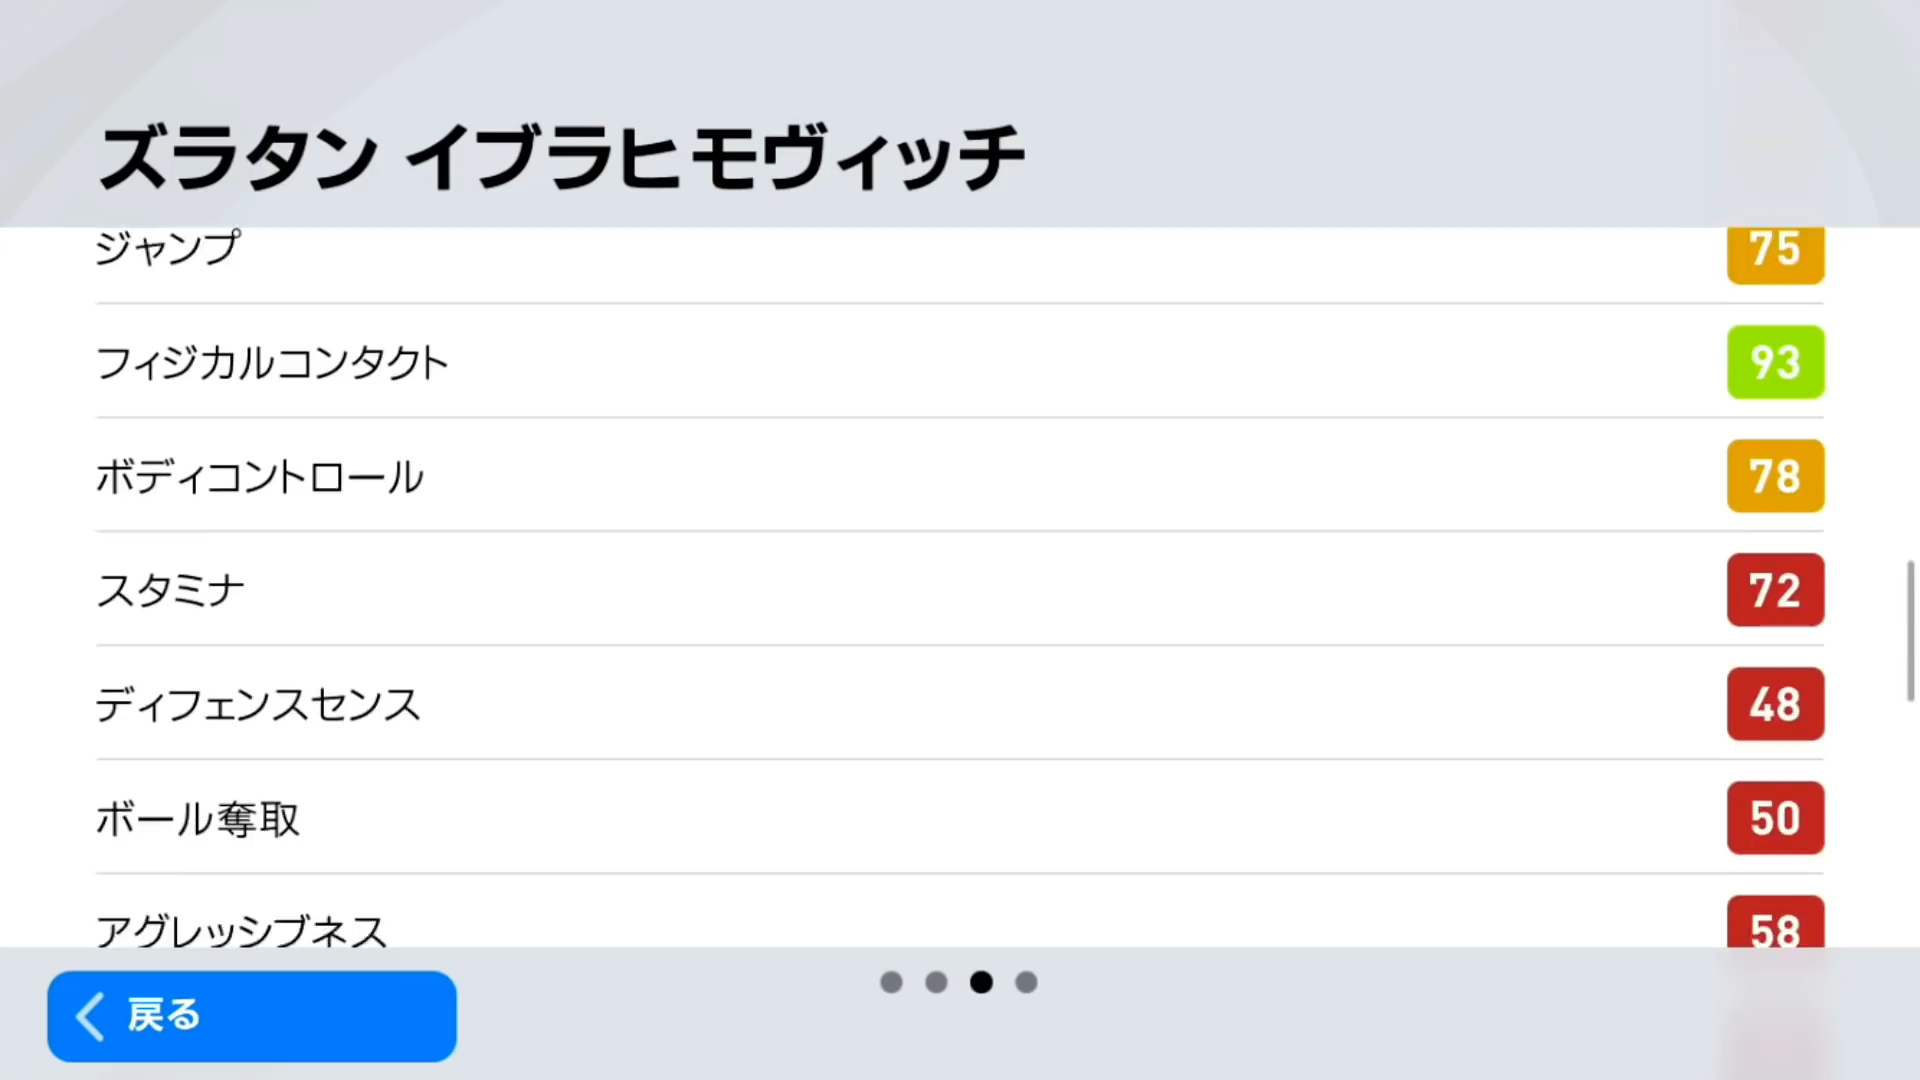 ズラタン イブラヒモヴィッチ
ジャンプ 75
フィジカルコンタクト 93
ボディコントロール 78
スタミナ 72
ディフェンスセンス 48
ボール奪取 50
アグレッシブネス 58
戻る